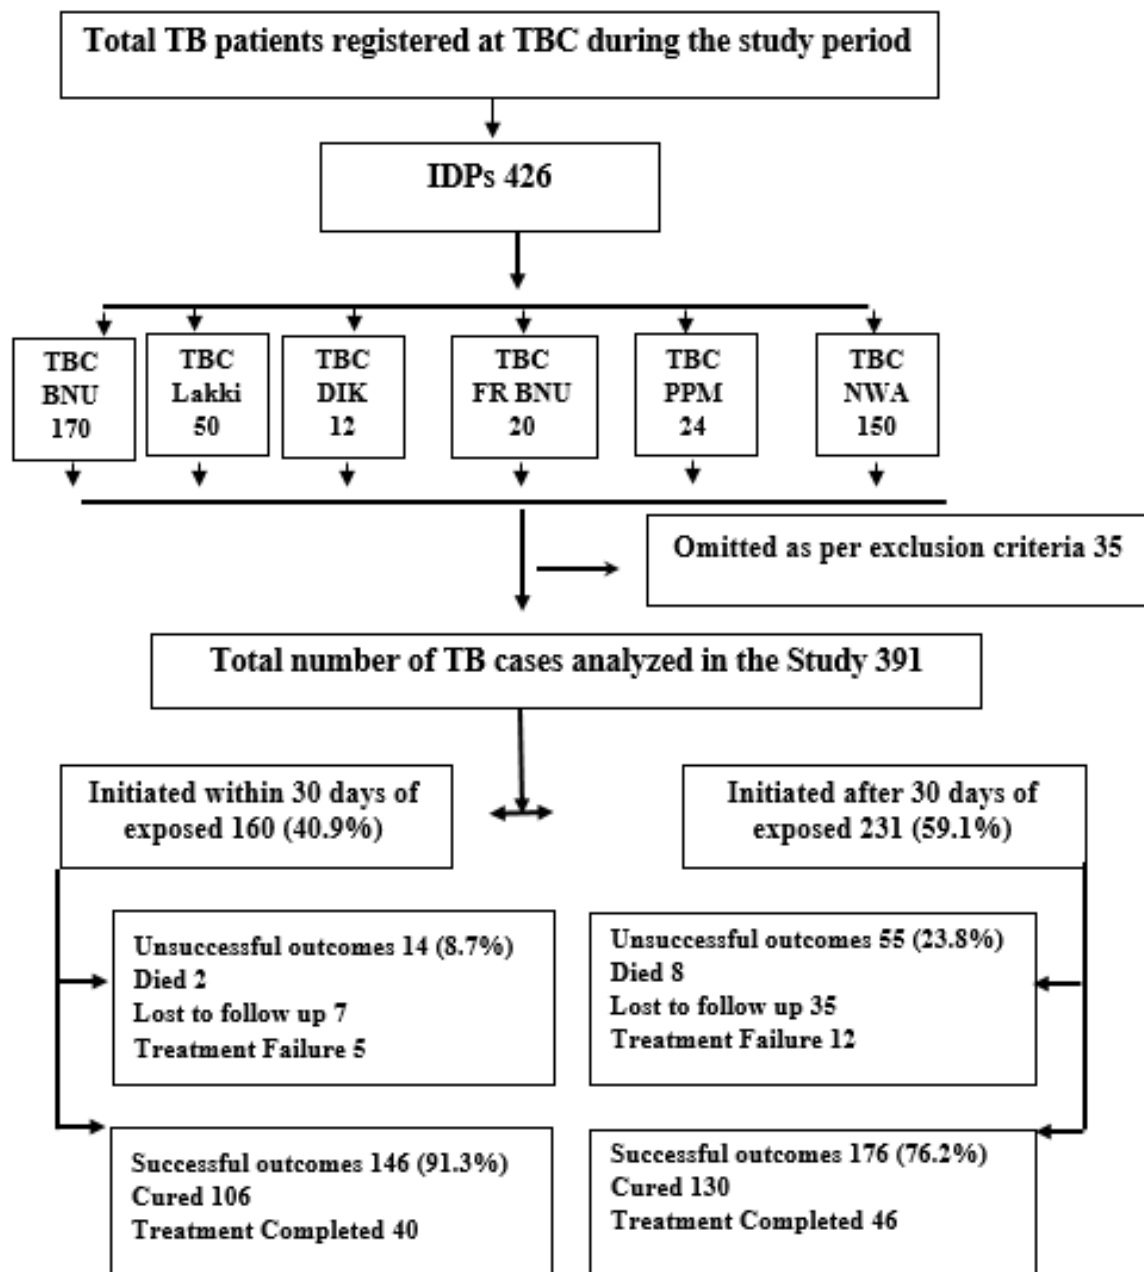 Total TB patients registered at TBC during the study period
IDPs 426
TBC
BNU
170
TBC
Lakki
50
TBC
DIK
12
TBC
FR BNU
20
TBC
PPM
24
TBC
NWA
150
Omitted as per exclusion criteria 35
Total number of TB cases analyzed in the Study 391
Initiated within 30 days of
exposed 160 (40.9%)
Initiated after 30 days of
exposed 231 (59.1%)
Unsuccessful outcomes 14 (8.7%)
Died 2
Lost to follow up 7
Treatment Failure 5
Unsuccessful outcomes 55 (23.8%)
Died 8
Lost to follow up 35
Treatment Failure 12
Successful outcomes 146 (91.3%)
Cured 106
Treatment Completed 40
Successful outcomes 176 (76.2%)
Cured 130
Treatment Completed 46